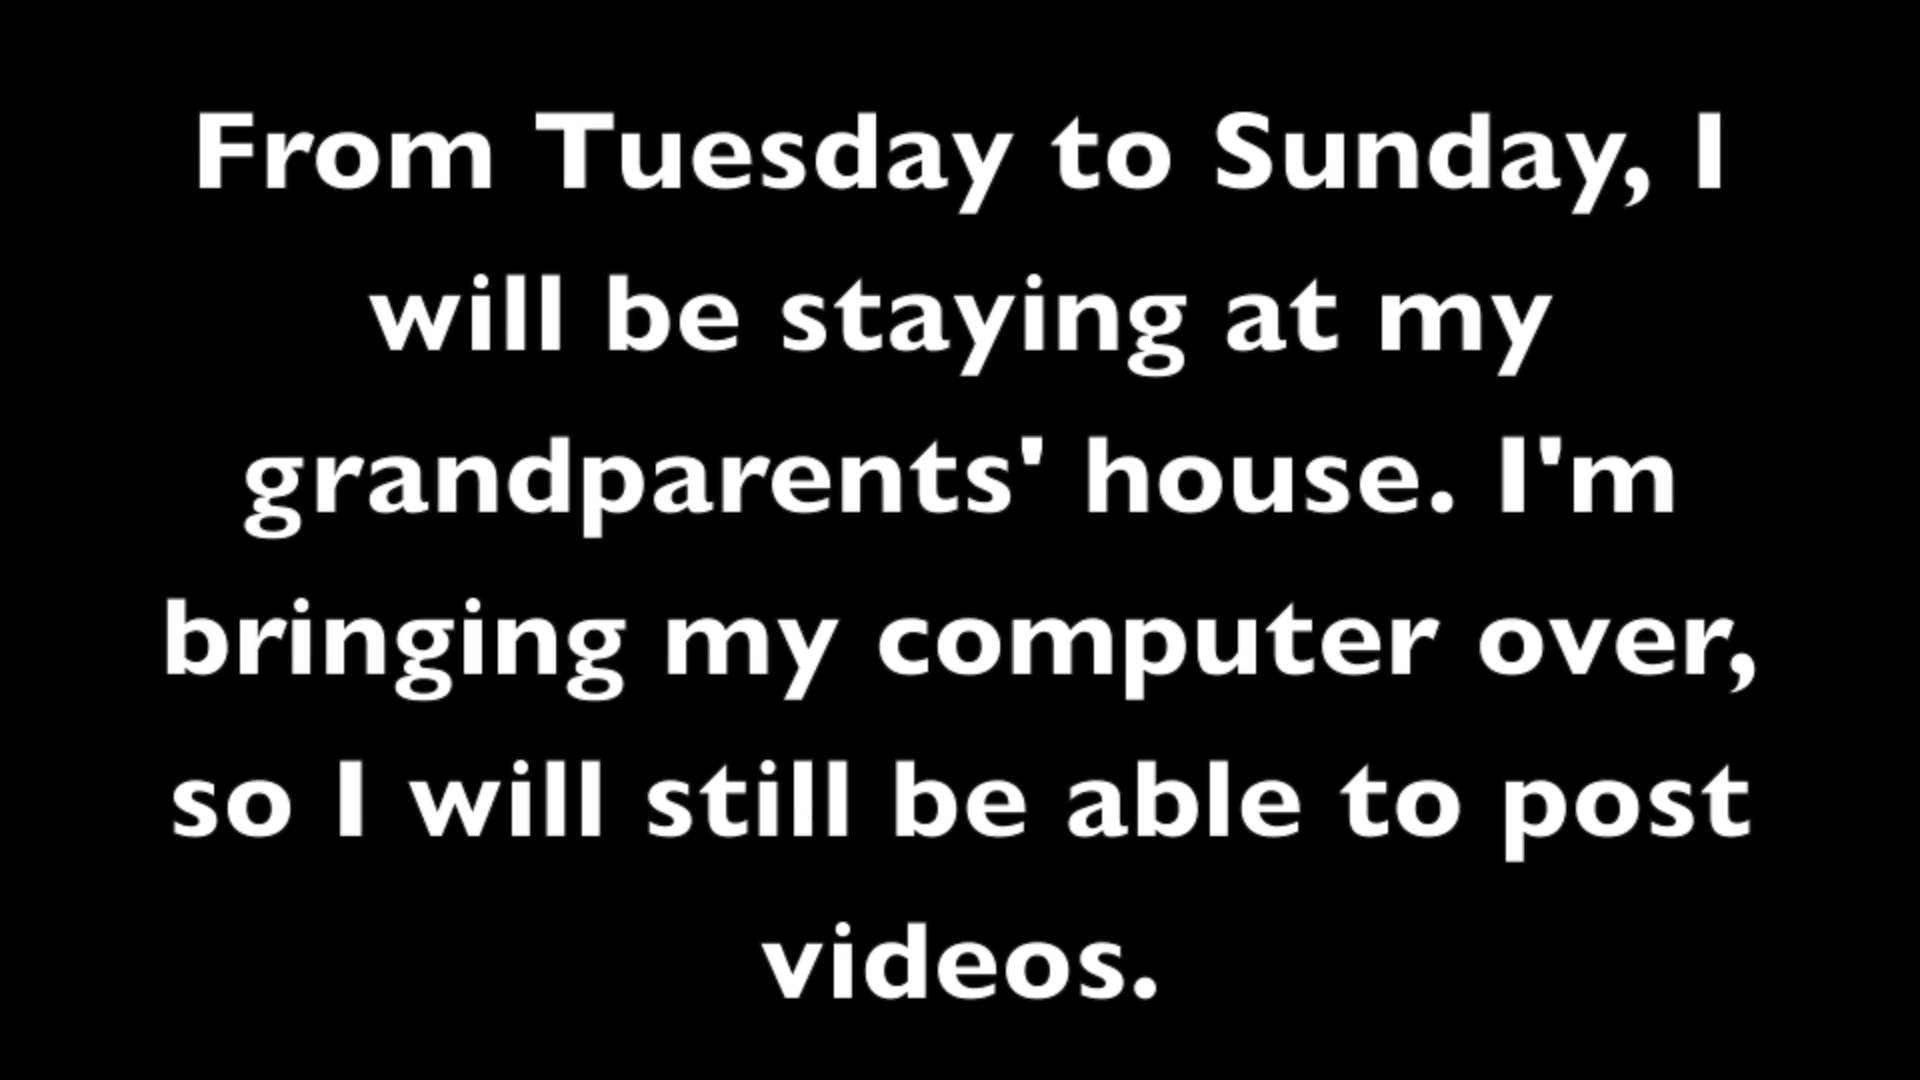 From Tuesday to Sunday, I
will be staying at my
grandparents' house. I'm
bringing my computer over,
so I will still be able to post
videos.